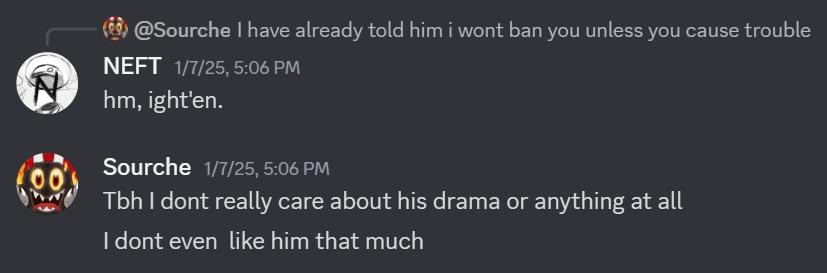 @Sourche I have already told him i wont ban you unless you cause trouble
NEFT 1/7/25, 5:06 PM
hm, ight'en.
Sourche 1/7/25, 5:06 PM
Tbh I dont really care about his drama or anything at all
I dont even  like him that much